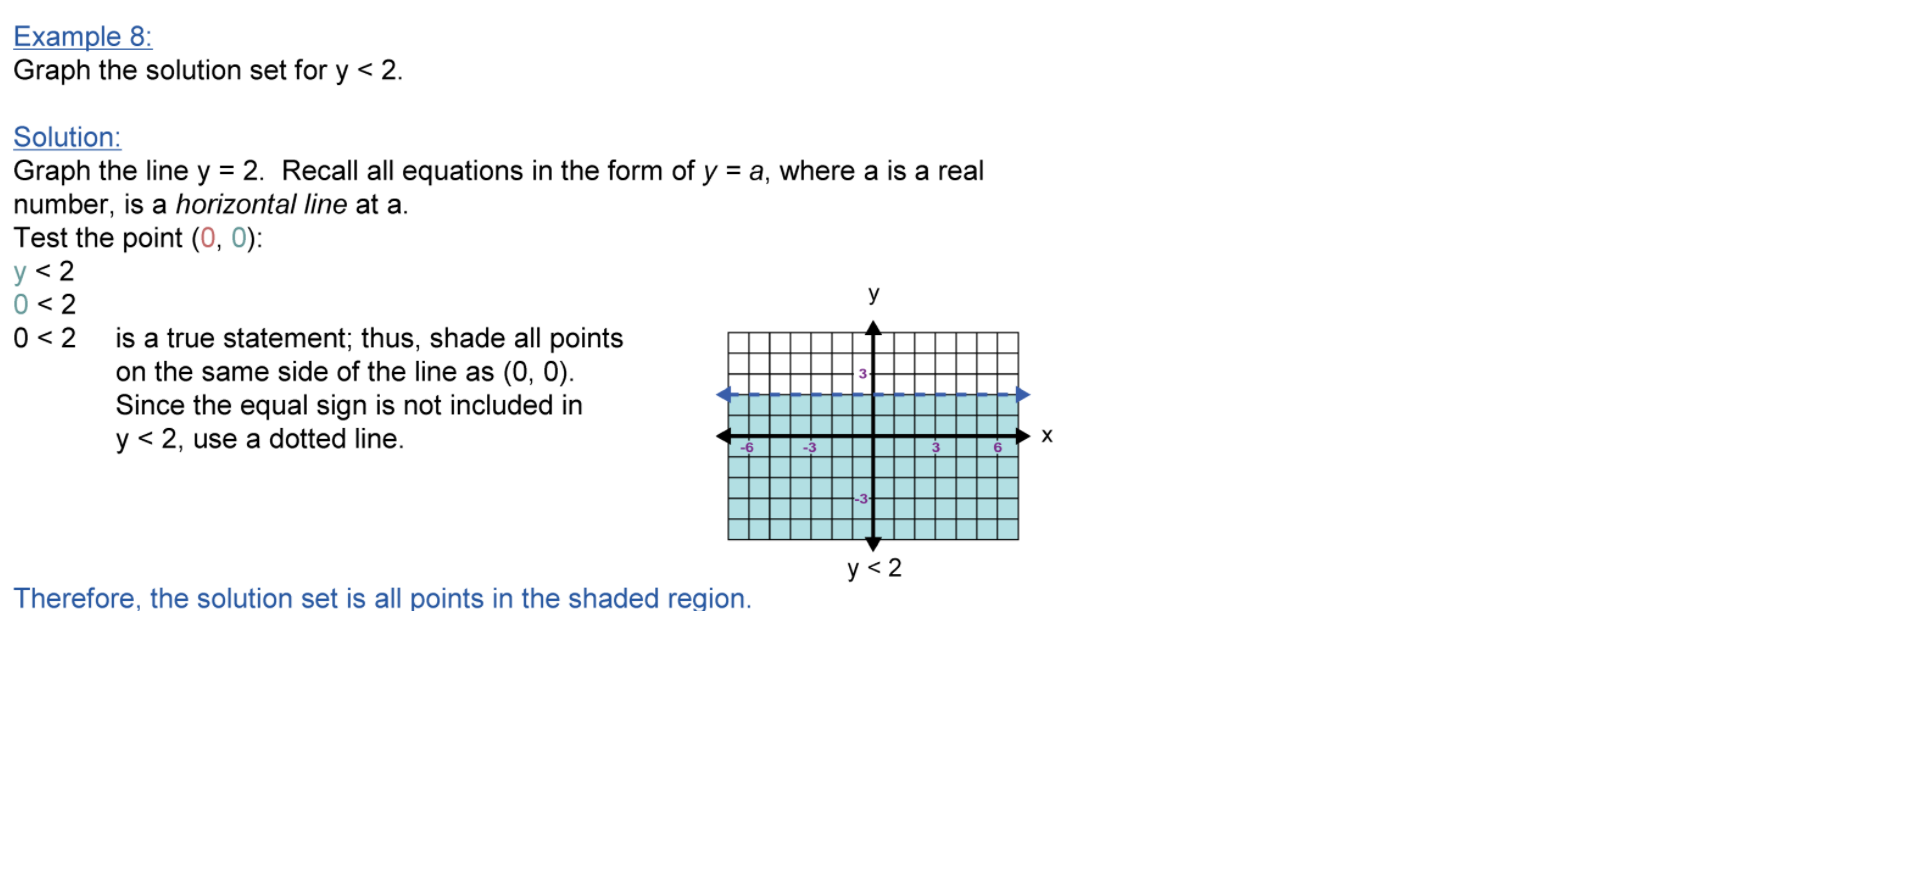 Example 8:
Graph the solution set for y < 2.
Solution:
Graph the line y = 2. Recall all equations in the form of y = a, where a is a real
number, is a horizontal line at a.
Test the point (0, 0):
y < 2
0 < 2
0 < 2 is a true statement; thus, shade all points
on the same side of the line as (0, 0).
Since the equal sign is not included in
y < 2, use a dotted line.
y
3
x
-6 -3 3 6
-3
y < 2
Therefore, the solution set is all points in the shaded region.